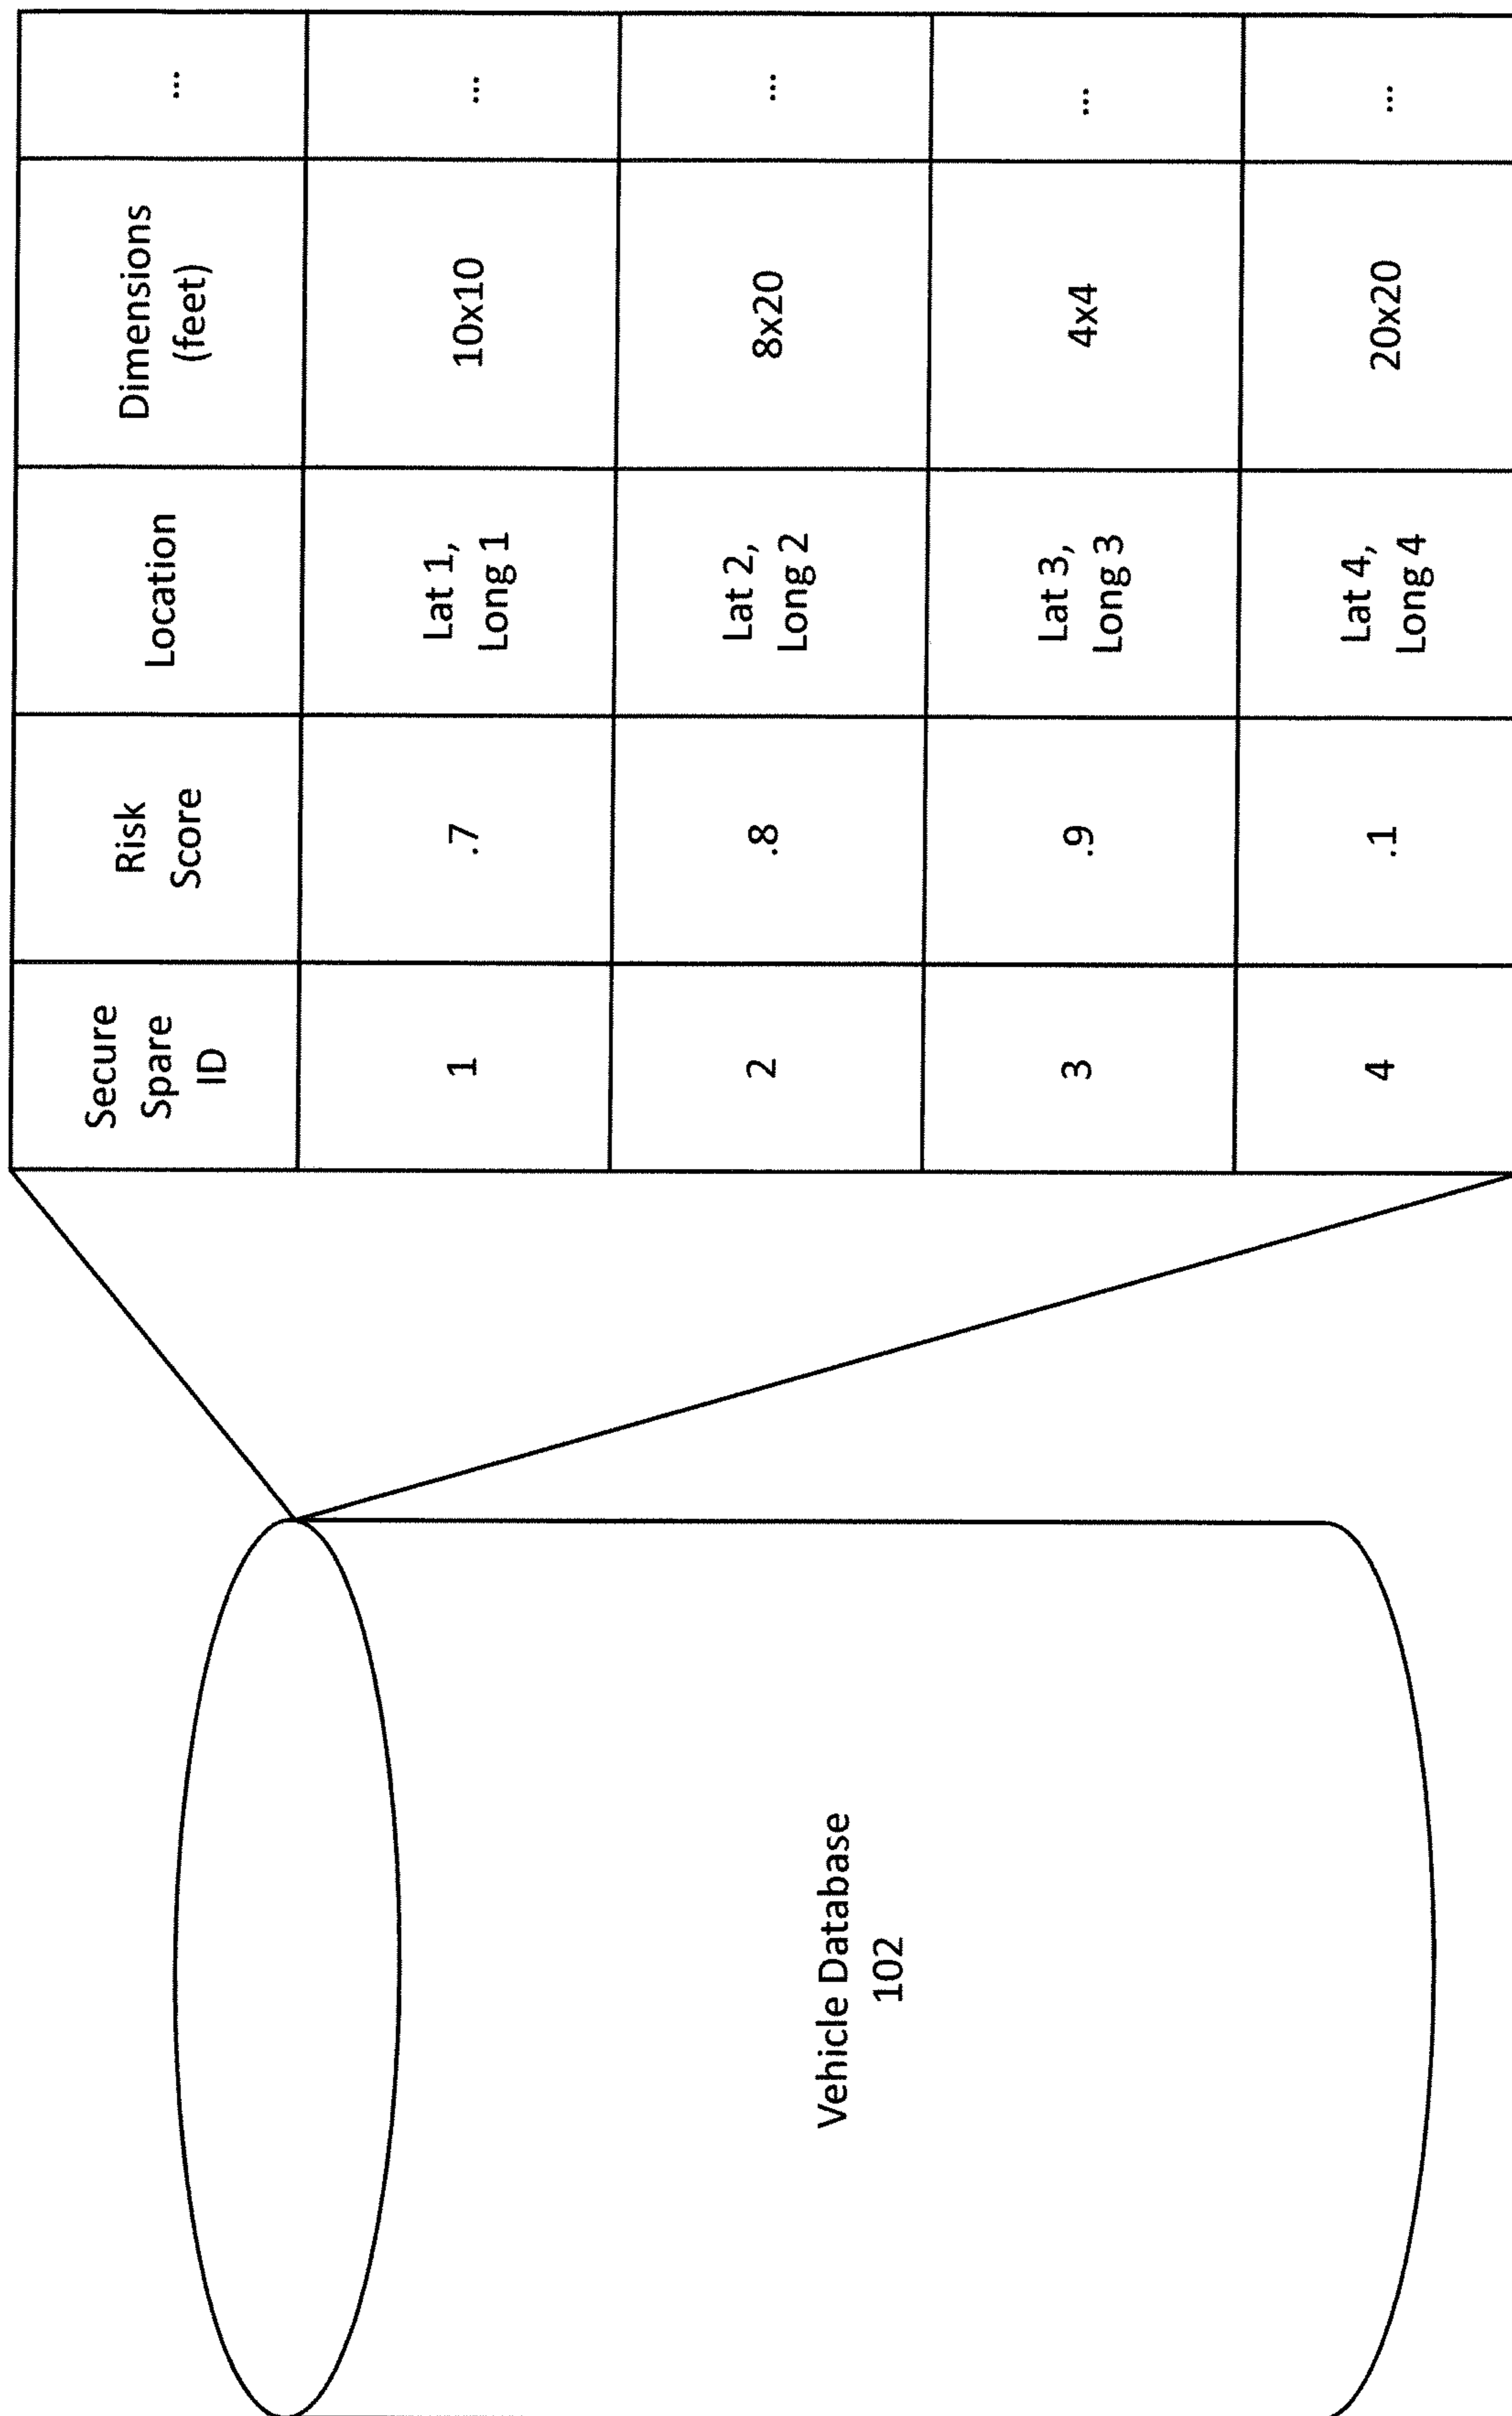 Secure
Spare
ID
Risk
Score
Location
Dimensions
(feet)
...
1
.7
Lat 1,
Long 1
10x10
...
2
.8
Lat 2,
Long 2
8x20
...
3
.9
Lat 3,
Long 3
4x4
...
4
.1
Lat 4,
Long 4
20x20
...
Vehicle Database
102